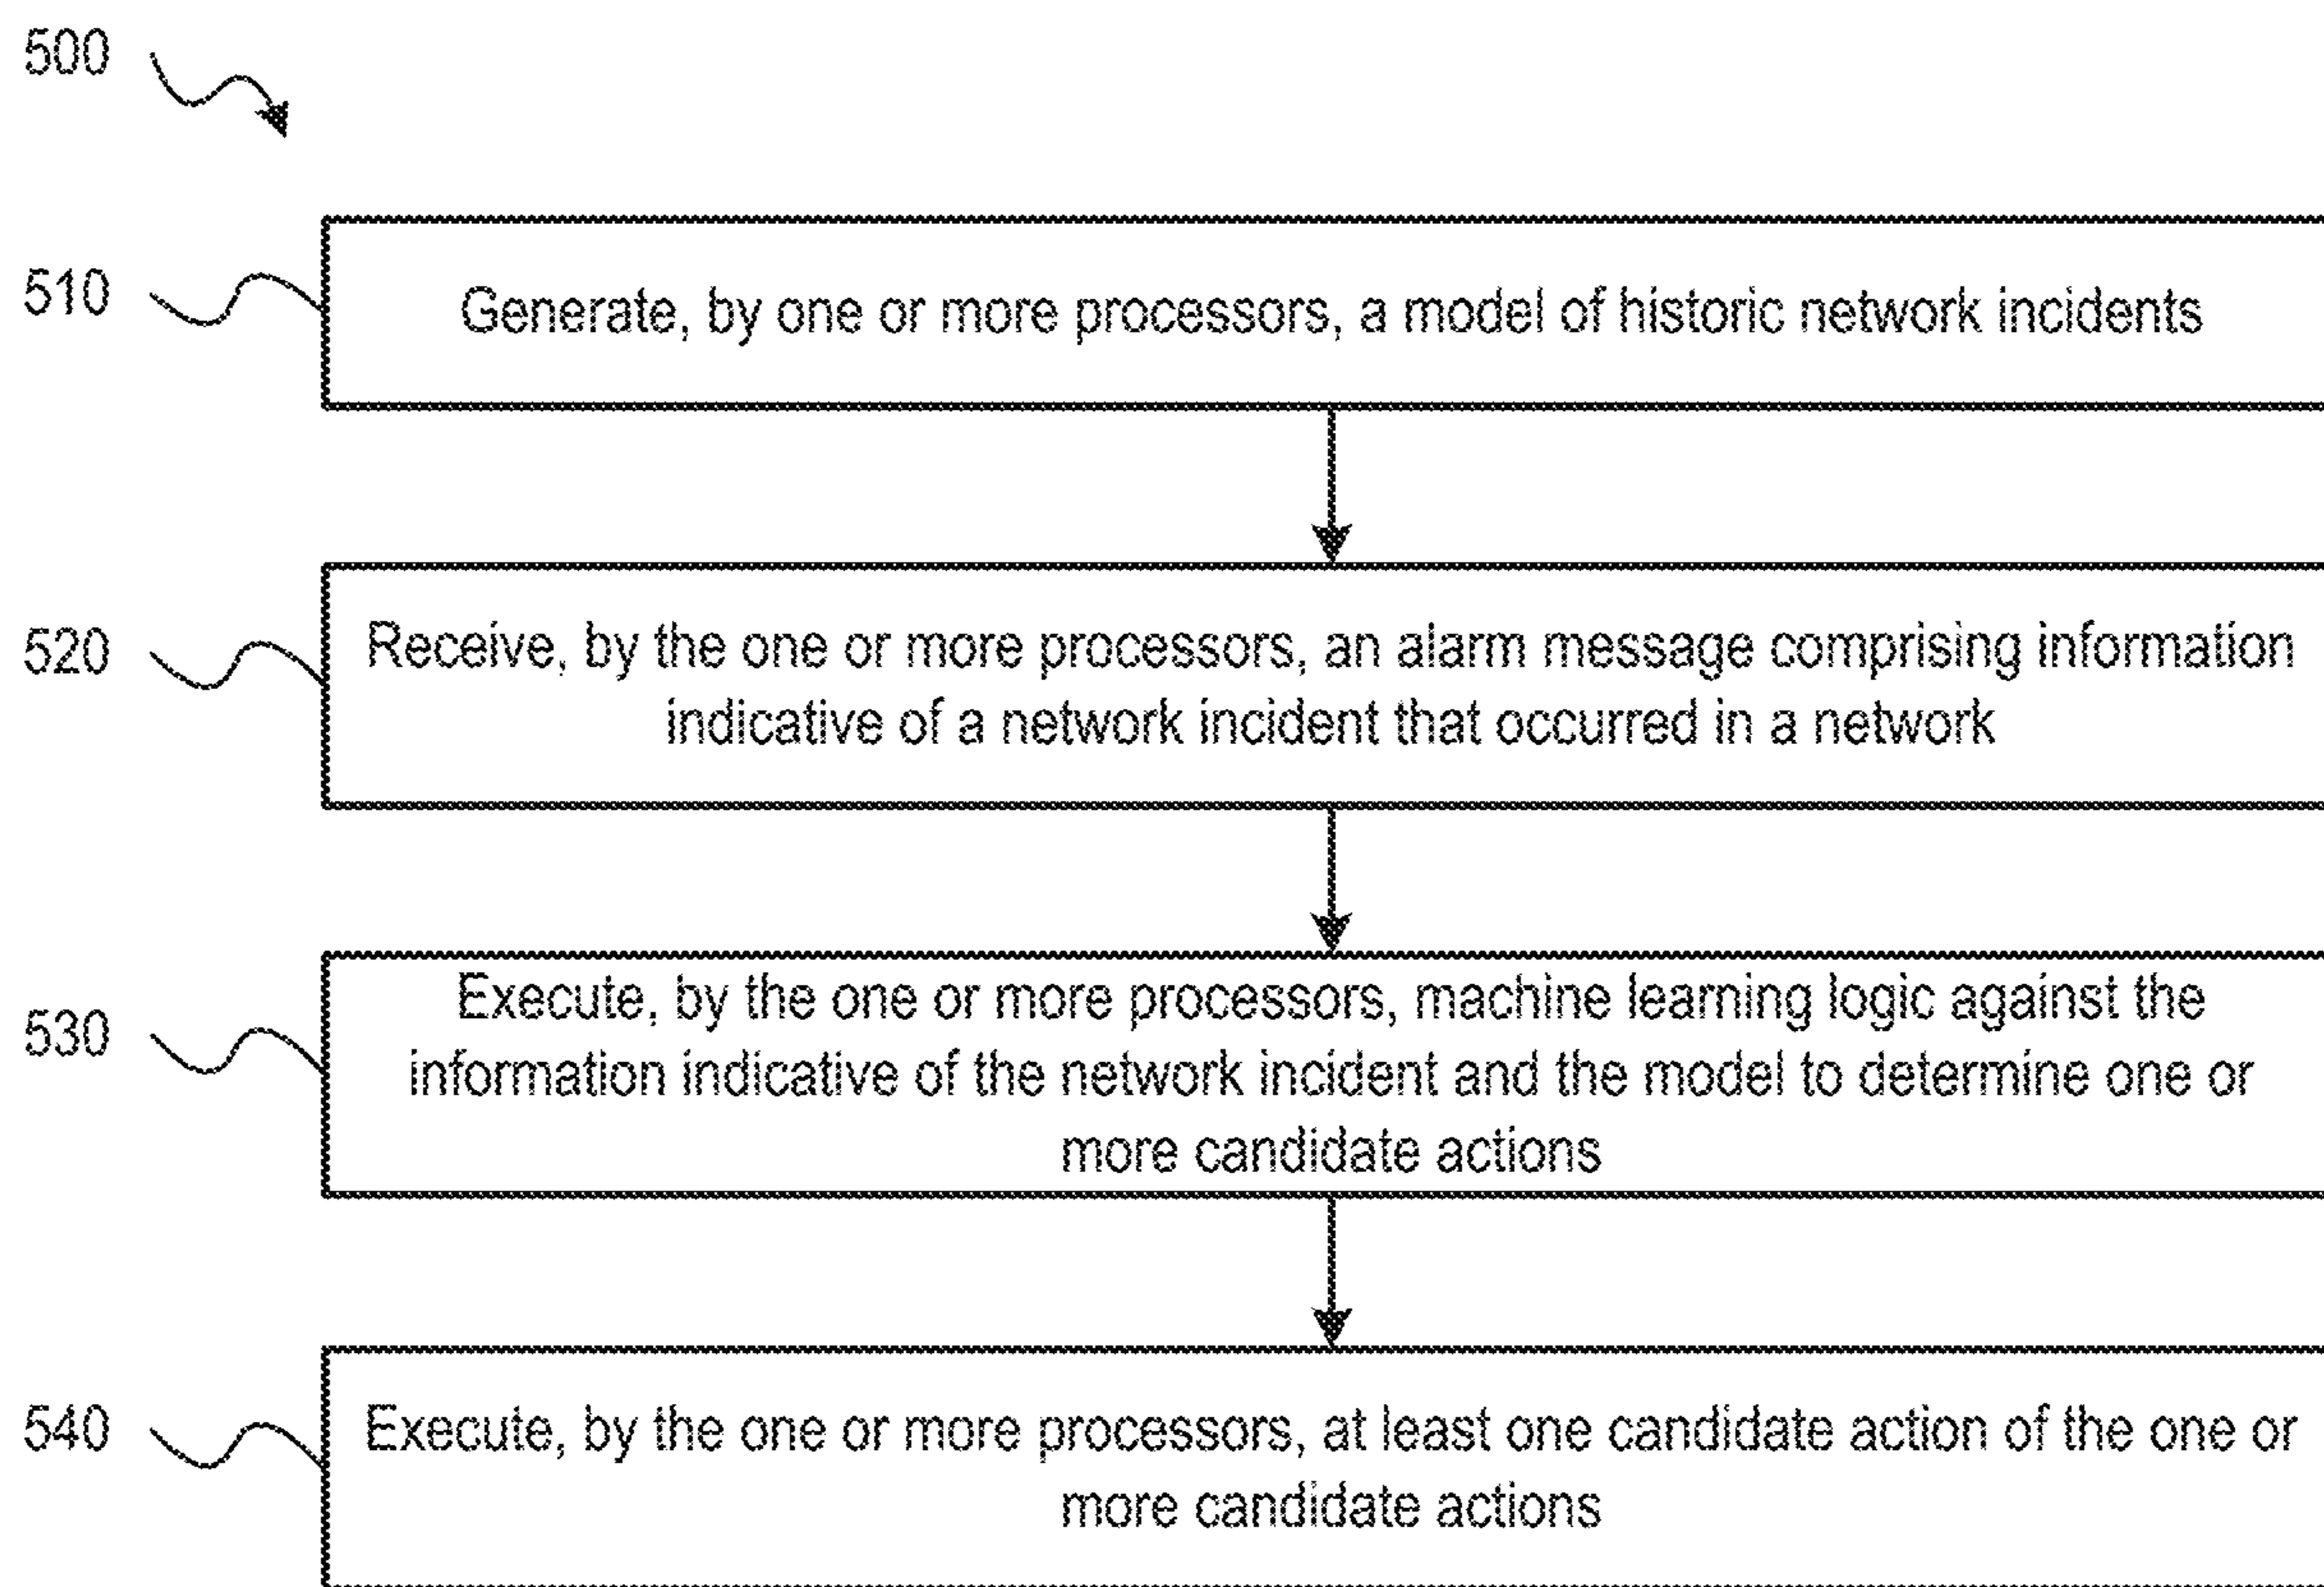 500
510
Generate, by one or more processors, a model of historic network incidents
520
Receive, by the one or more processors, an alarm message comprising information
indicative of a network incident that occurred in a network
530
Execute, by the one or more processors, machine learning logic against the
information indicative of the network incident and the model to determine one or
more candidate actions
540
Execute, by the one or more processors, at least one candidate action of the one or
more candidate actions